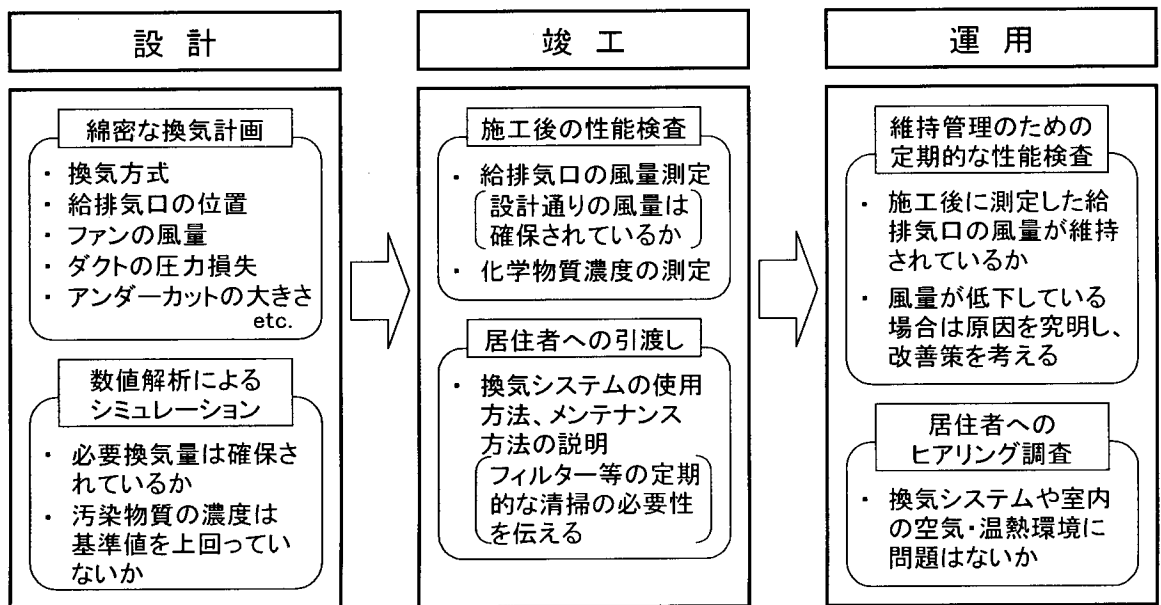 設 計
綿密な換気計画
・ 換気方式
・ 給排気口の位置
・ ファンの風量
・ ダクトの圧力損失
・ アンダーカットの大きさ
etc.
数値解析による
シミュレーション
・ 必要換気量は確保さ
れているか
・ 汚染物質の濃度は
基準値を上回ってい
ないか
竣 工
施工後の性能検査
・ 給排気口の風量測定
設計通りの風量は
確保されているか
・ 化学物質濃度の測定
居住者への引渡し
・ 換気システムの使用
方法、メンテナンス
方法の説明
フィルター等の定期
的な清掃の必要性
を伝える
運 用
維持管理のための
定期的な性能検査
・ 施工後に測定した給
排気口の風量が維持
されているか
・ 風量が低下している
場合は原因を究明し、
改善策を考える
居住者への
ヒアリング調査
・ 換気システムや室内
の空気・温熱環境に
問題はないか